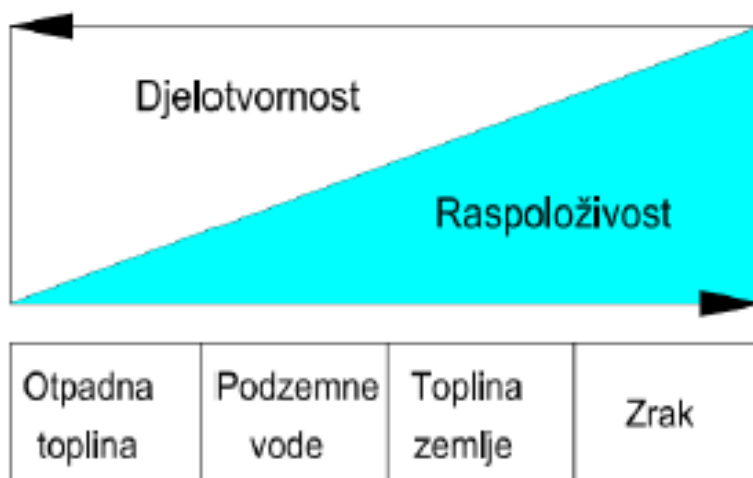 Djelotvornost
Raspoloživost
Otpadna
toplina
Podzemne
vode
Toplina
zemlje
Zrak